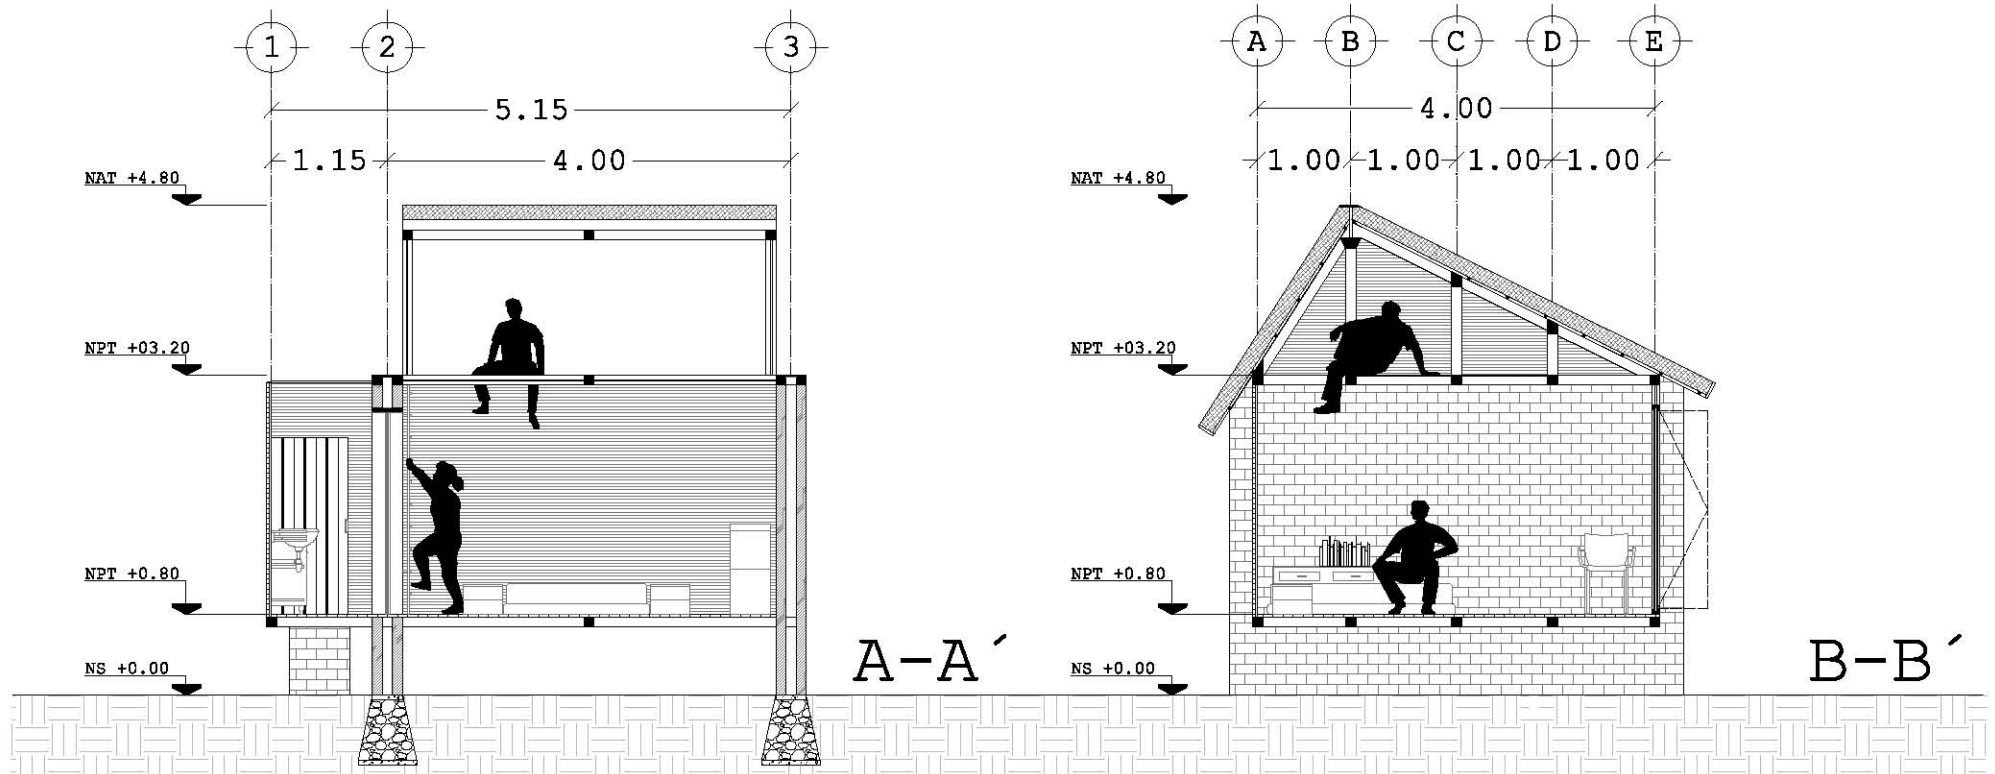 1 2 3
5.15
1.15 4.00
NAT +4.80
NPT +03.20
NPT +0.80
NS +0.00
A-A´
A B C D E
4.00
1.00 1.00 1.00 1.00
NAT +4.80
NPT +03.20
NPT +0.80
NS +0.00
B-B´